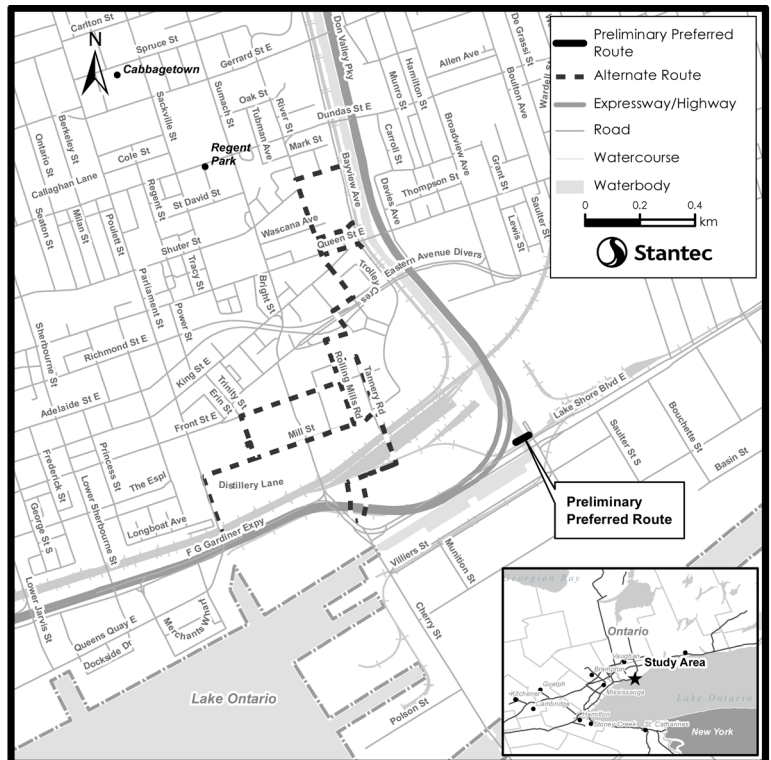 Carlton St
Spruce St
Gerrard St E
N
Cabbagetown
Sackville St
Sumach St
Oak St
Tubman Ave
River St
Dundas St E
Mark St
Don Valley Pky
Bayview Ave
Ontario St
Berkeley St
Cole St
Regent
Park
Callaghan Lane
Regent St
St David St
Seaton St
Milan St
Poulett St
Shuter St
Tracy St
Wascana Ave
Queen St E
Parliament St
Power St
Bright St
Trolley Cres
Eastern Avenue Divers
Munro St
Hamilton St
Allen Ave
De Grassi St
Boulton Ave
Wardell St
Carroll St
Broadview Ave
Davies Ave
Thompson St
Grant St
Lewis St
Saulter St
Preliminary Preferred
Route
Alternate Route
Expressway/Highway
Road
Watercourse
Waterbody
0 0.2 0.4
km
Stantec
Sherbourne St
Richmond St E
King St E
Adelaide St E
Trinity St
Erin St
Front St E
Rolling Mills Rd
Tannery Rd
Mill St
Lake Shore Blvd E
Saulter St S
Bouchette St
Basin St
Frederick St
Princess St
The Espl
Distillery Lane
George St S
Lower Sherbourne St
Longboat Ave
F G Gardiner Expy
Preliminary
Preferred Route
Villiers St
Munition St
Cherry St
Lower Jarvis St
Queens Quay E
Dockside Dr
Merchants Wharf
Lake Ontario
Polson St
Georgian Bay
Ontario
Vaughan
Brampton
Study Area
Mississauga
Guelph
Kitchener
Cambridge
Hamilton
Stoney Creek
St. Catharines
Lake Ontario
New York